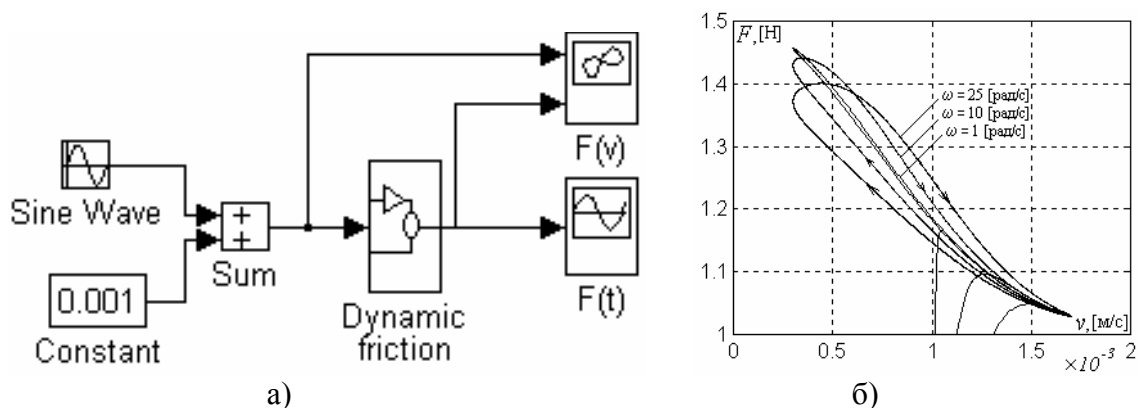 Sine Wave
0.001
Constant
+
+
Sum
Dynamic
friction
F(v)
F(t)
а)
1.5
1.4
1.3
1.2
1.1
1
F,[Н]
ω = 25 [рад/с]
ω = 10 [рад/с]
ω = 1 [рад/с]
v,[м/с]
0
0.5
1
1.5
2
×10⁻³
б)